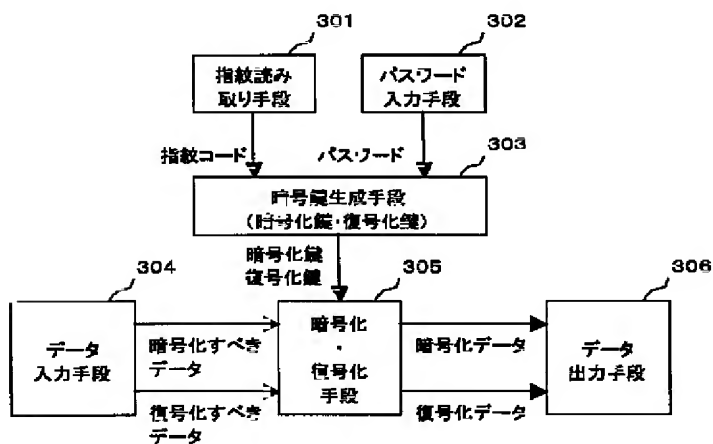 301
302
指紋読み
取り手段
パスワード
入力手段
指紋コード
パスワード
303
暗号鍵生成手段
(暗号化鍵・復号化鍵)
暗号化鍵
復号化鍵
304
305
306
データ
入力手段
暗号化すべき
データ
復号化すべき
データ
暗号化
・
復号化
手段
暗号化データ
復号化データ
データ
出力手段